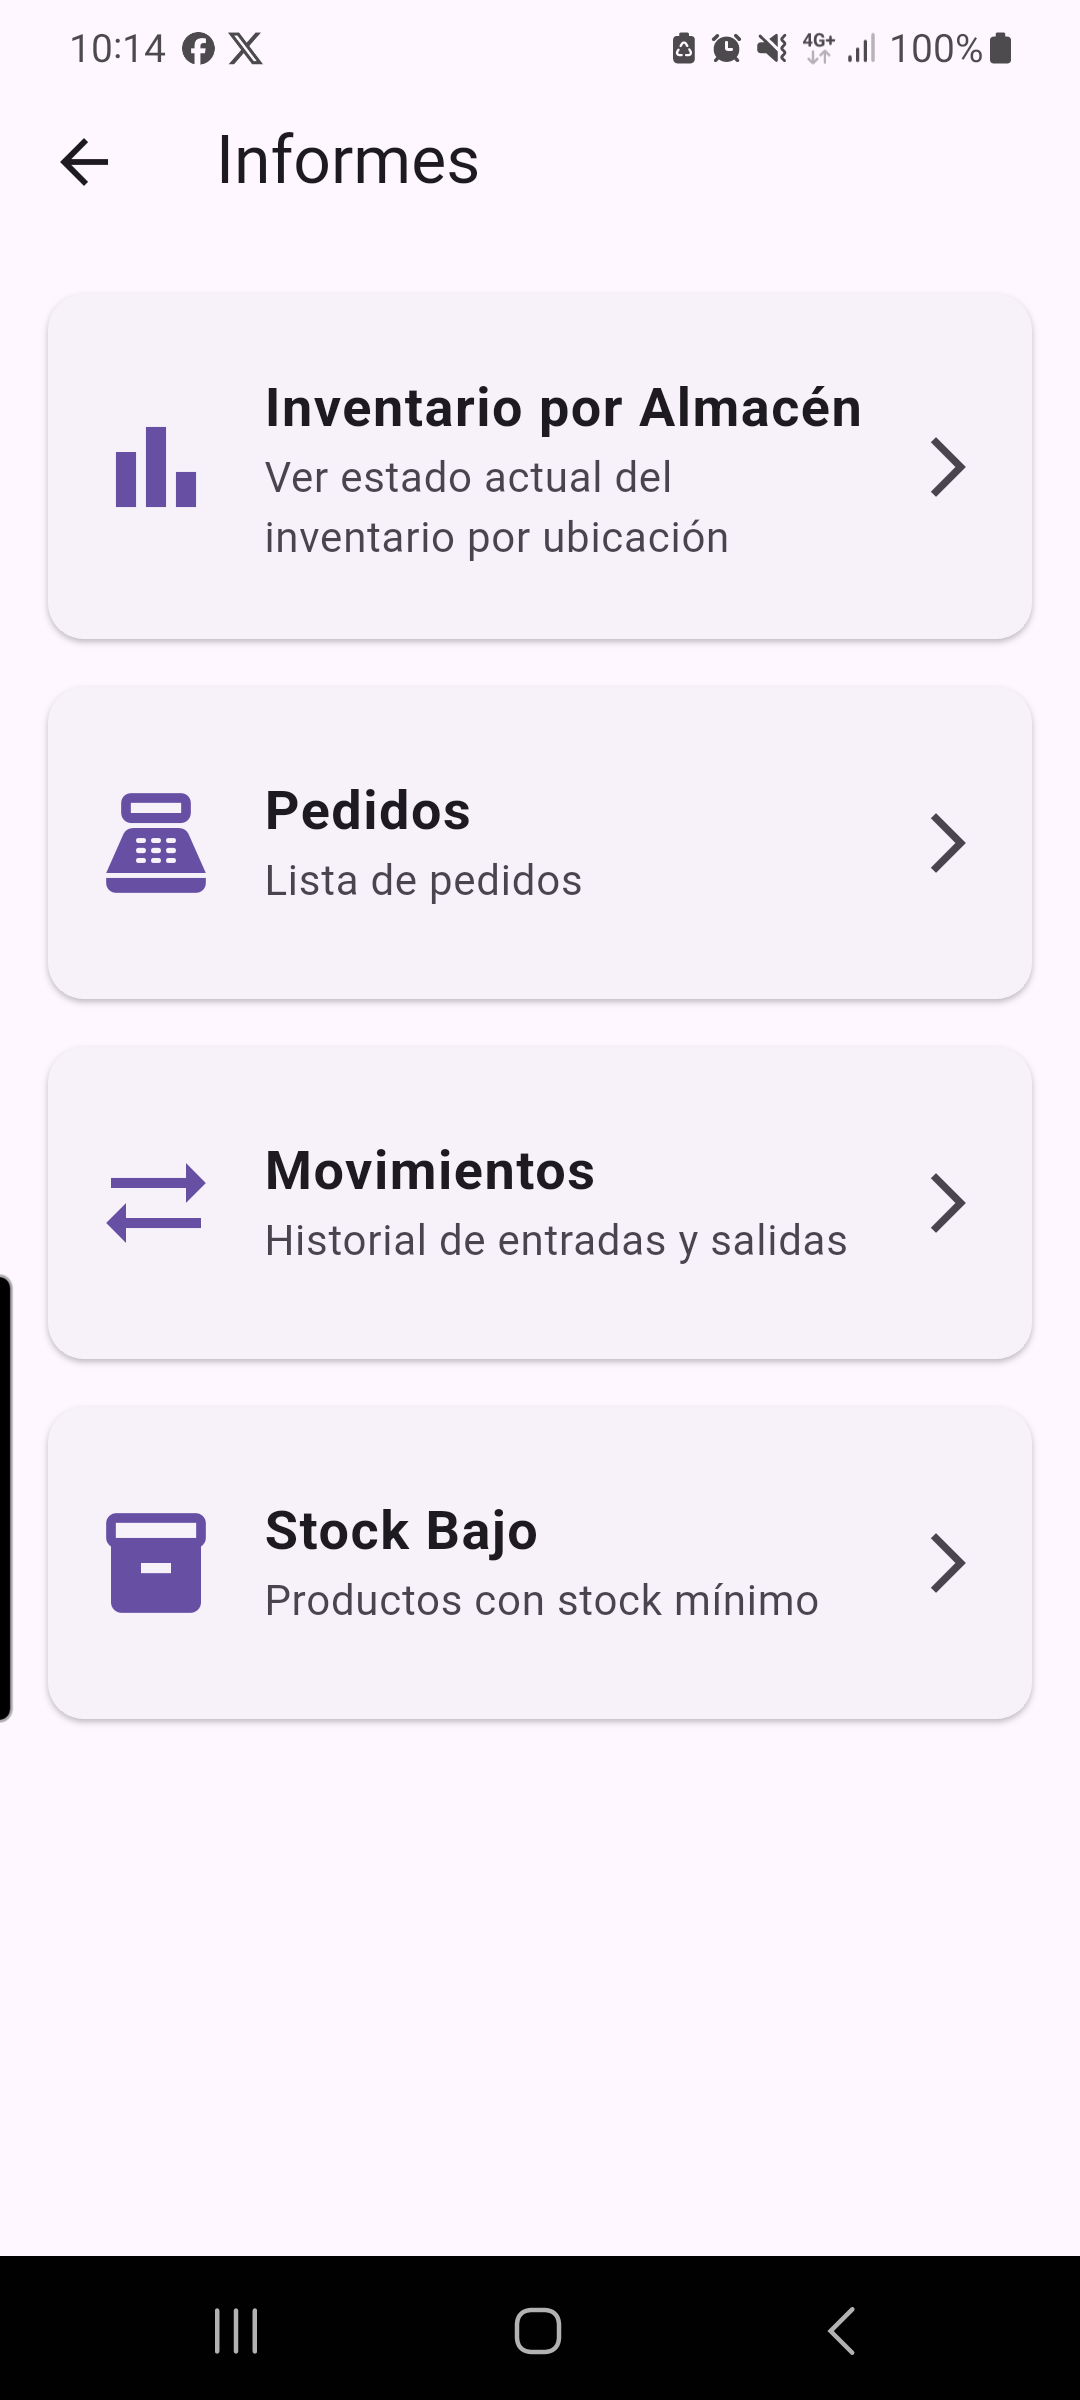 10:14
4G+
100%
Informes
Inventario por Almacén
Ver estado actual del
inventario por ubicación
Pedidos
Lista de pedidos
Movimientos
Historial de entradas y salidas
Stock Bajo
Productos con stock mínimo